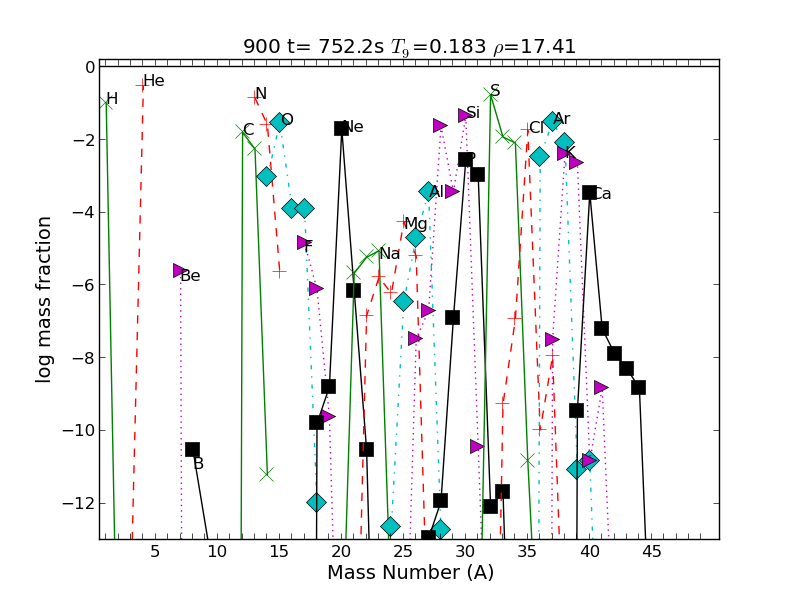 900 t= 752.2s T9=0.183 ρ=17.41
log mass fraction
0
−2
−4
−6
−8
−10
−12
H
He
Be
B
C
N
O
F
Ne
Na
Mg
Al
Si
P
S
Cl
Ar
K
Ca
5 10 15 20 25 30 35 40 45
Mass Number (A)